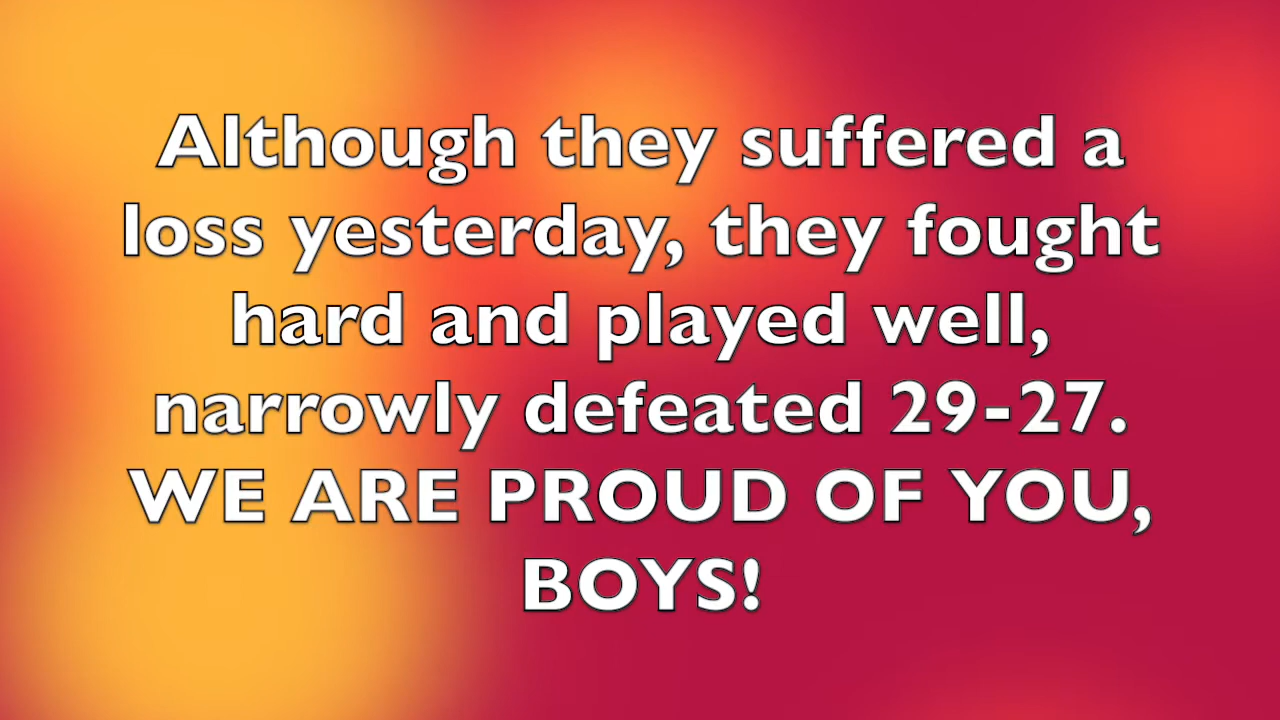 Although they suffered a
loss yesterday, they fought
hard and played well,
narrowly defeated 29-27.
WE ARE PROUD OF YOU,
BOYS!